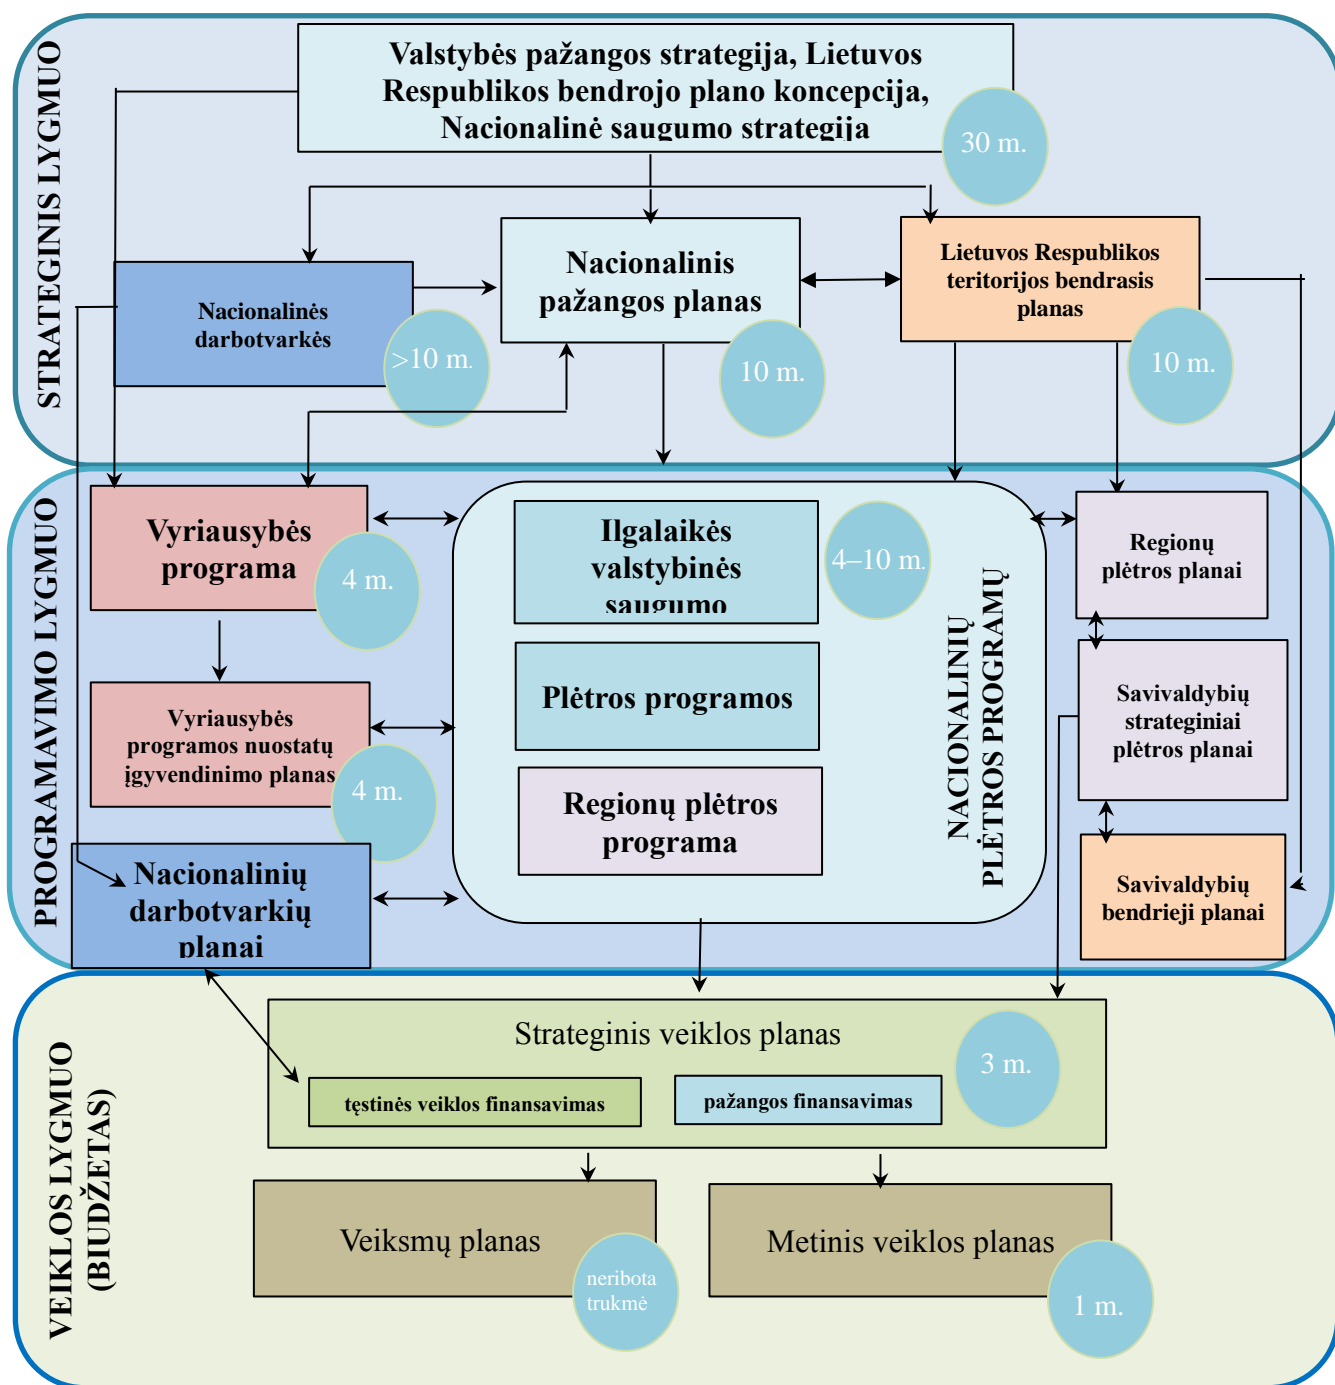 STRATEGINIS LYGMUO
Valstybės pažangos strategija, Lietuvos
Respublikos bendrojo plano koncepcija,
Nacionalinė saugumo strategija
30 m.
Nacionalinės
darbotvarkės
>10 m.
Nacionalinis
pažangos planas
10 m.
Lietuvos Respublikos
teritorijos bendrasis
planas
10 m.
PROGRAMAVIMO LYGMUO
Vyriausybės
programa
4 m.
Vyriausybės
programos nuostatų
įgyvendinimo planas
4 m.
Nacionalinių
darbotvarkių
planai
Ilgalaikės
valstybinės
saugumo
4–10 m.
Plėtros programos
Regionų plėtros
programa
NACIONALINIŲ
PLĖTROS PROGRAMŲ
Regionų
plėtros planai
Savivaldybių
strateginiai
plėtros planai
Savivaldybių
bendrieji planai
VEIKLOS LYGMUO
(BIUDŽETAS)
Strateginis veiklos planas
3 m.
tęstinės veiklos finansavimas
pažangos finansavimas
Veiksmų planas
neribota
trukmė
Metinis veiklos planas
1 m.